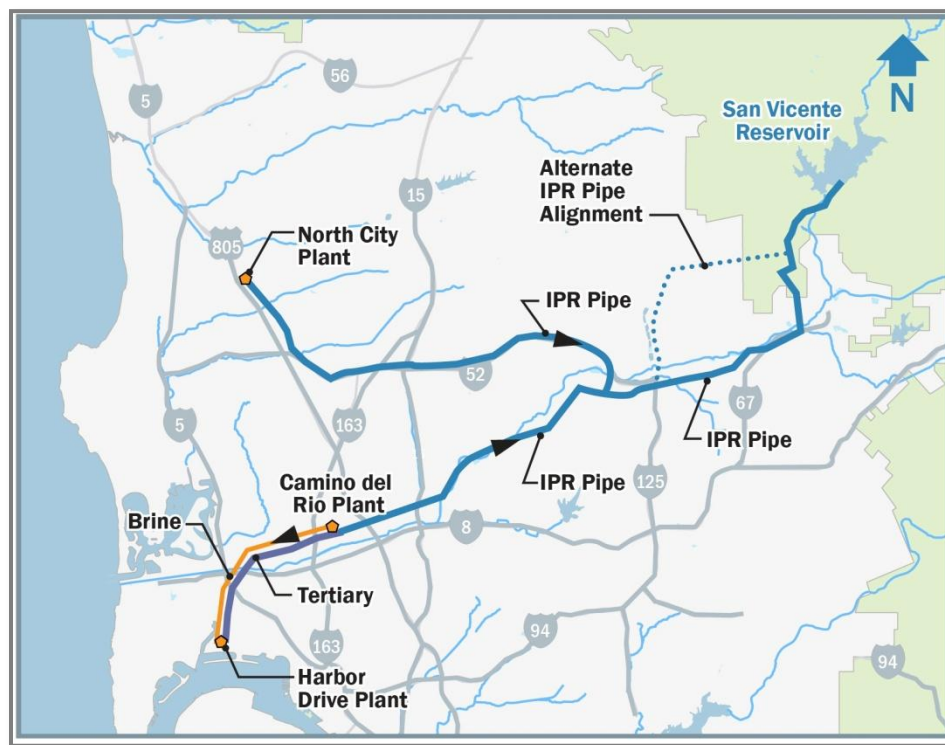 5
56
N
San Vicente
Reservoir
Alternate
IPR Pipe
Alignment
15
805
North City
Plant
IPR Pipe
52
5
163
67
IPR Pipe
Camino del
Rio Plant
IPR Pipe
125
Brine
8
Tertiary
94
163
94
Harbor
Drive Plant